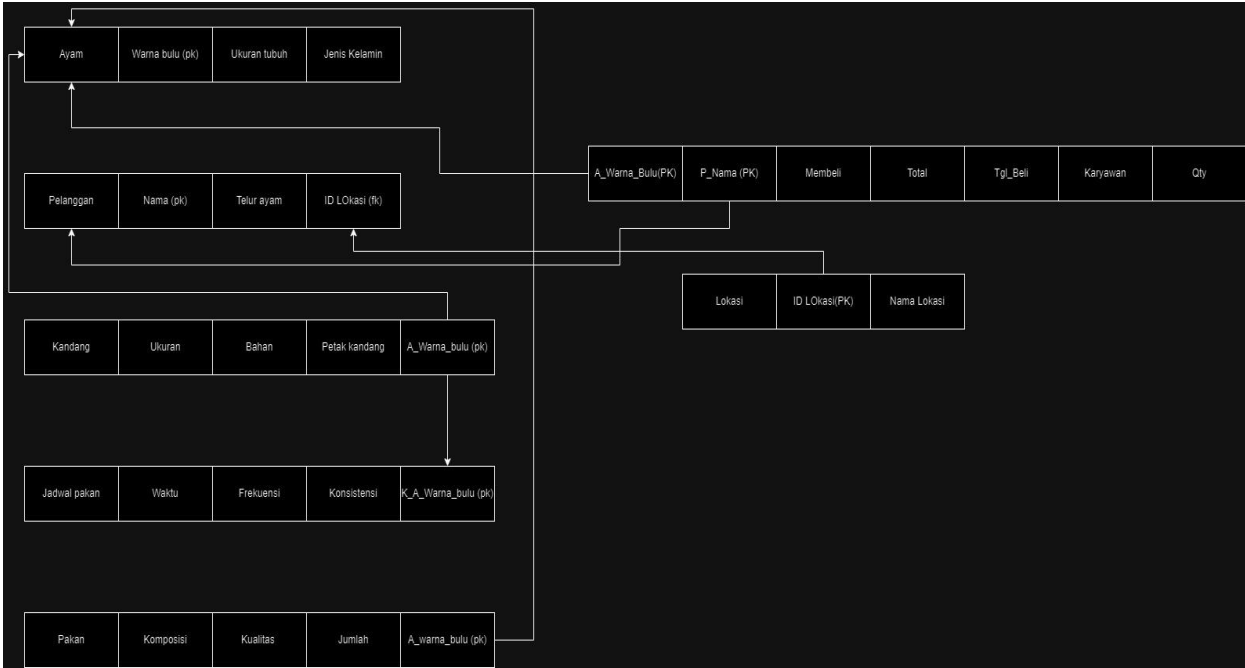 Ayam Warna bulu (pk) Ukuran tubuh Jenis Kelamin
A_Warna_Bulu(PK) P_Nama (PK) Membeli Total Tgl_Beli Karyawan Qty
Pelanggan Nama (pk) Telur ayam ID LOkasi (fk)
Lokasi ID LOkasi(PK) Nama Lokasi
Kandang Ukuran Bahan Petak kandang A_Warna_bulu (pk)
Jadwal pakan Waktu Frekuensi Konsistensi K_A_Warna_bulu (pk)
Pakan Komposisi Kualitas Jumlah A_warna_bulu (pk)